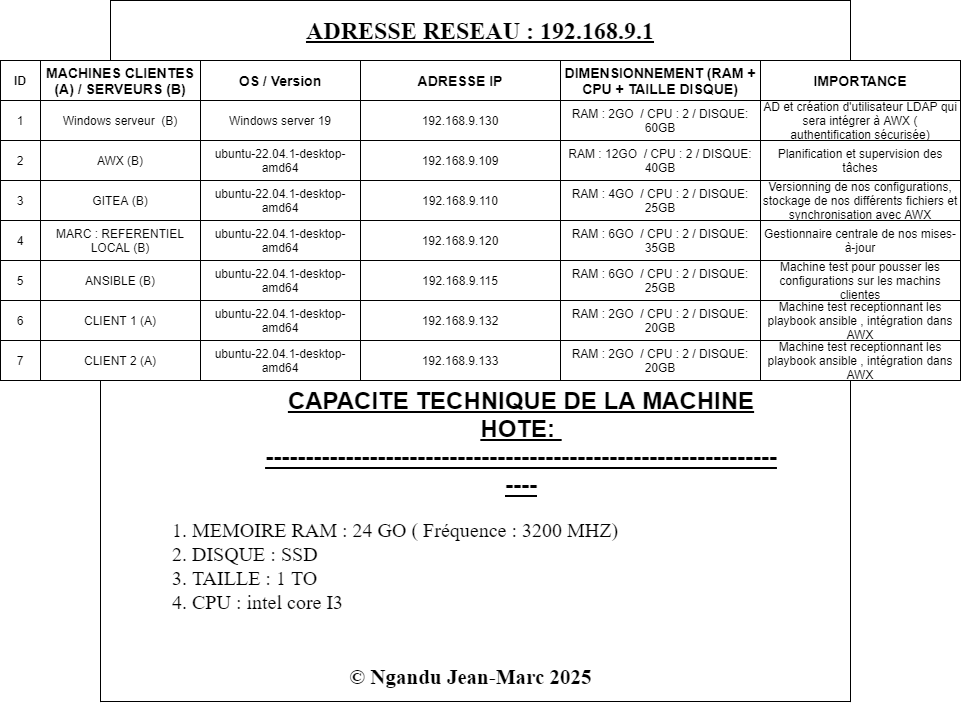 ADRESSE RESEAU : 192.168.9.1
ID
MACHINES CLIENTES
(A) / SERVEURS (B)
OS / Version
ADRESSE IP
DIMENSIONNEMENT (RAM +
CPU + TAILLE DISQUE)
IMPORTANCE
1
Windows serveur (B)
Windows server 19
192.168.9.130
RAM : 2GO / CPU : 2 / DISQUE:
60GB
AD et création d'utilisateur LDAP qui
sera intégrer à AWX (
authentification sécurisée)
2
AWX (B)
ubuntu-22.04.1-desktop-
amd64
192.168.9.109
RAM : 12GO / CPU : 2 / DISQUE:
40GB
Planification et supervision des
tâches
3
GITEA (B)
ubuntu-22.04.1-desktop-
amd64
192.168.9.110
RAM : 4GO / CPU : 2 / DISQUE:
25GB
Versionning de nos configurations,
stockage de nos différents fichiers et
synchronisation avec AWX
4
MARC : REFERENTIEL
LOCAL (B)
ubuntu-22.04.1-desktop-
amd64
192.168.9.120
RAM : 6GO / CPU : 2 / DISQUE:
35GB
Gestionnaire centrale de nos mises-
à-jour
5
ANSIBLE (B)
ubuntu-22.04.1-desktop-
amd64
192.168.9.115
RAM : 6GO / CPU : 2 / DISQUE:
25GB
Machine test pour pousser les
configurations sur les machins
clientes
6
CLIENT 1 (A)
ubuntu-22.04.1-desktop-
amd64
192.168.9.132
RAM : 2GO / CPU : 2 / DISQUE:
20GB
Machine test receptionnant les
playbook ansible , intégration dans
AWX
7
CLIENT 2 (A)
ubuntu-22.04.1-desktop-
amd64
192.168.9.133
RAM : 2GO / CPU : 2 / DISQUE:
20GB
Machine test receptionnant les
playbook ansible , intégration dans
AWX
CAPACITE TECHNIQUE DE LA MACHINE
HOTE:
----------------------------------------------------------------
----
1. MEMOIRE RAM : 24 GO ( Fréquence : 3200 MHZ)
2. DISQUE : SSD
3. TAILLE : 1 TO
4. CPU : intel core I3
© Ngandu Jean-Marc 2025